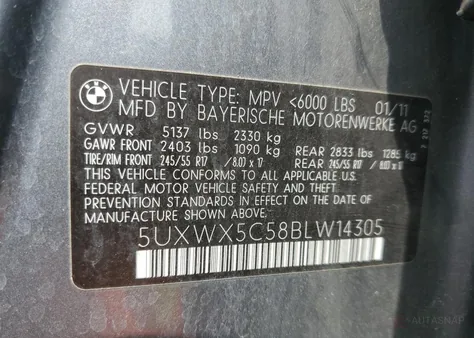 VEHICLE TYPE: MPV <6000 LBS 01/11
MFD BY BAYERISCHE MOTORENWERKE AG
GVWR 5137 lbs 2330 kg
GAWR FRONT 2403 lbs 1090 kg REAR 2833 lbs 1285 kg
TIRE/RIM FRONT 245/55 R17 / 8.0J x 17 REAR 245/55 R17 / 8.0J x 17
THIS VEHICLE CONFORMS TO ALL APPLICABLE U.S.
FEDERAL MOTOR VEHICLE SAFETY AND THEFT
PREVENTION STANDARDS IN EFFECT ON THE DATE OF
MANUFACTURE SHOWN ABOVE.
5UXWX5C58BLW14305